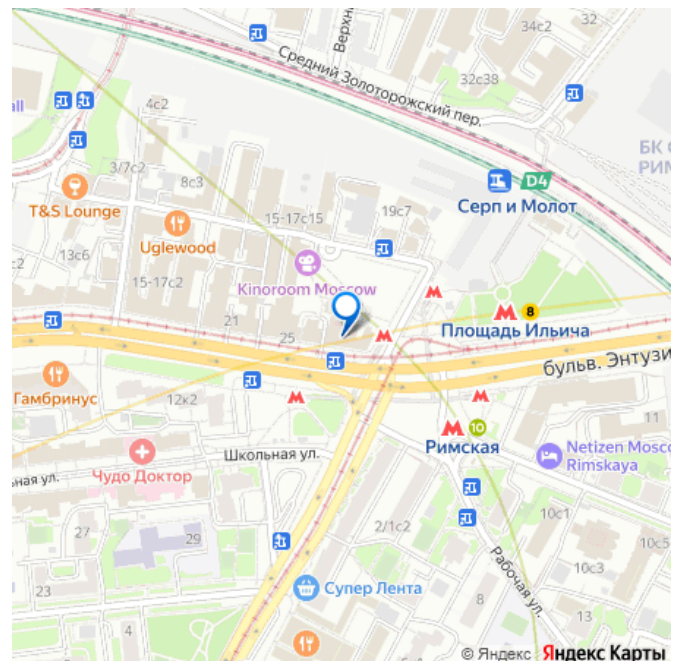 34с2
Верхн
Средний Золоторожский пер.
32с38
all
4с2
БК С
РИМ
3/7с2
8с3
D4
Серп и Молот
T&S Lounge
15-17с15
19с7
Uglewood
с2
13с6
Kinoroom Moscow
15-17с2
8
Площадь Ильича
21
25
бульв. Энтузи
Гамбринус
12к2
11
10
Римская
Школьная ул.
Netizen Mosco
Rimskaya
Чудо Доктор
ная ул.
27
29
2/1с2
10с1
10с5
Рабочая ул.
10с3
23
Супер Лента
8
13
4
© Яндекс Яндекс Карты